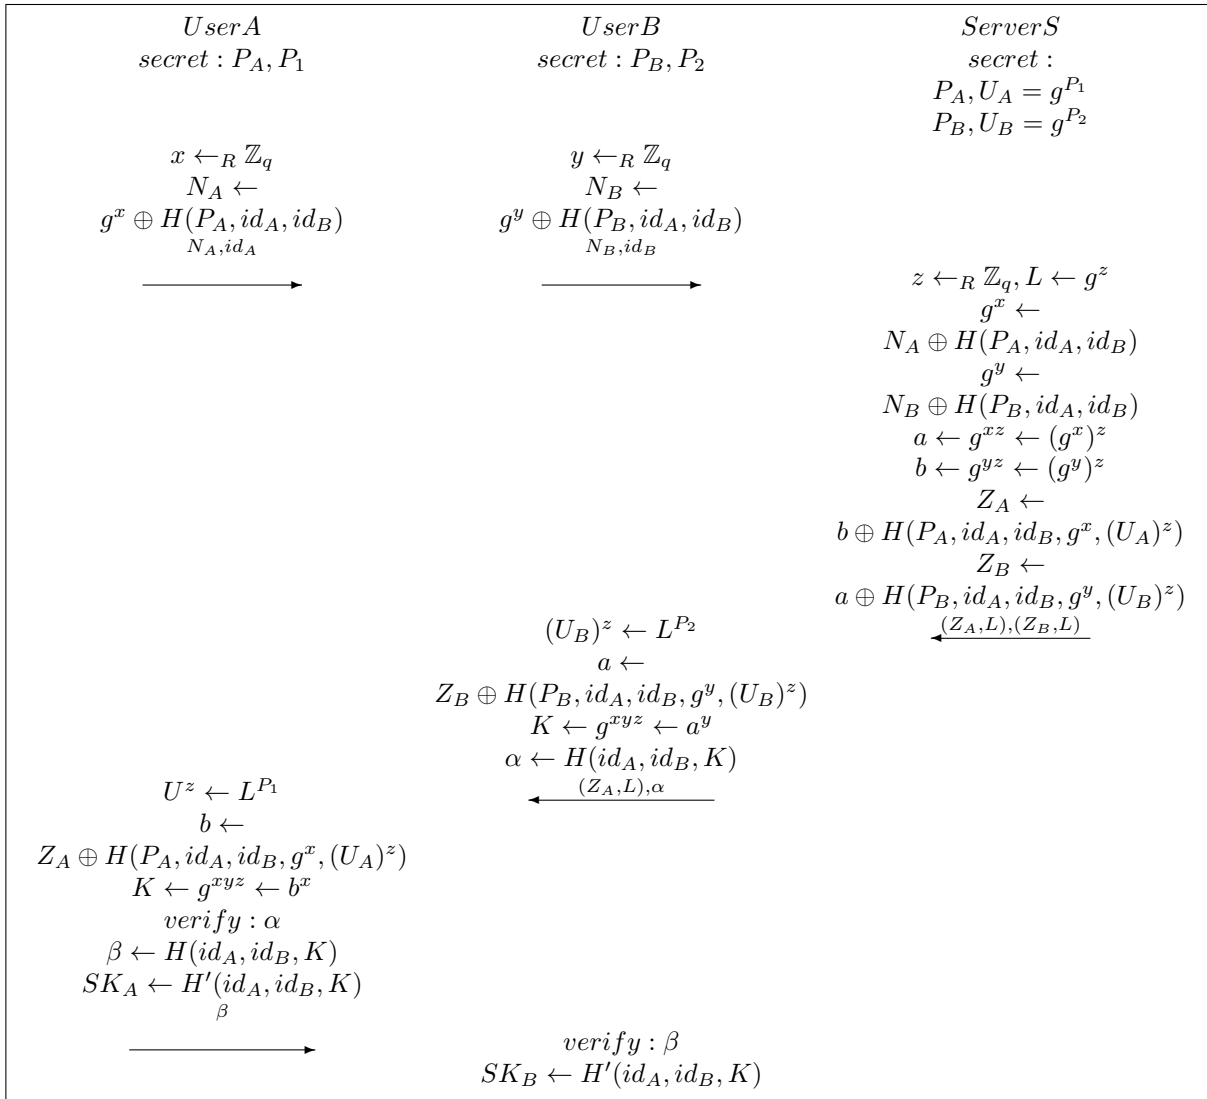 UserA UserB ServerS
secret : P_A, P_1 secret : P_B, P_2 secret :
P_A, U_A = g^{P_1}
P_B, U_B = g^{P_2}
x ←_R ℤ_q y ←_R ℤ_q
N_A ← N_B ←
g^x ⊕ H(P_A, id_A, id_B) g^y ⊕ H(P_B, id_A, id_B)
N_A,id_A N_B,id_B
z ←_R ℤ_q, L ← g^z
g^x ←
N_A ⊕ H(P_A, id_A, id_B)
g^y ←
N_B ⊕ H(P_B, id_A, id_B)
a ← g^{xz} ← (g^x)^z
b ← g^{yz} ← (g^y)^z
Z_A ←
b ⊕ H(P_A, id_A, id_B, g^x, (U_A)^z)
Z_B ←
a ⊕ H(P_B, id_A, id_B, g^y, (U_B)^z)
(U_B)^z ← L^{P_2} (Z_A,L),(Z_B,L)
a ←
Z_B ⊕ H(P_B, id_A, id_B, g^y, (U_B)^z)
K ← g^{xyz} ← a^y
α ← H(id_A, id_B, K)
U^z ← L^{P_1} (Z_A,L),α
b ←
Z_A ⊕ H(P_A, id_A, id_B, g^x, (U_A)^z)
K ← g^{xyz} ← b^x
verify : α
β ← H(id_A, id_B, K)
SK_A ← H'(id_A, id_B, K)
β
verify : β
SK_B ← H'(id_A, id_B, K)